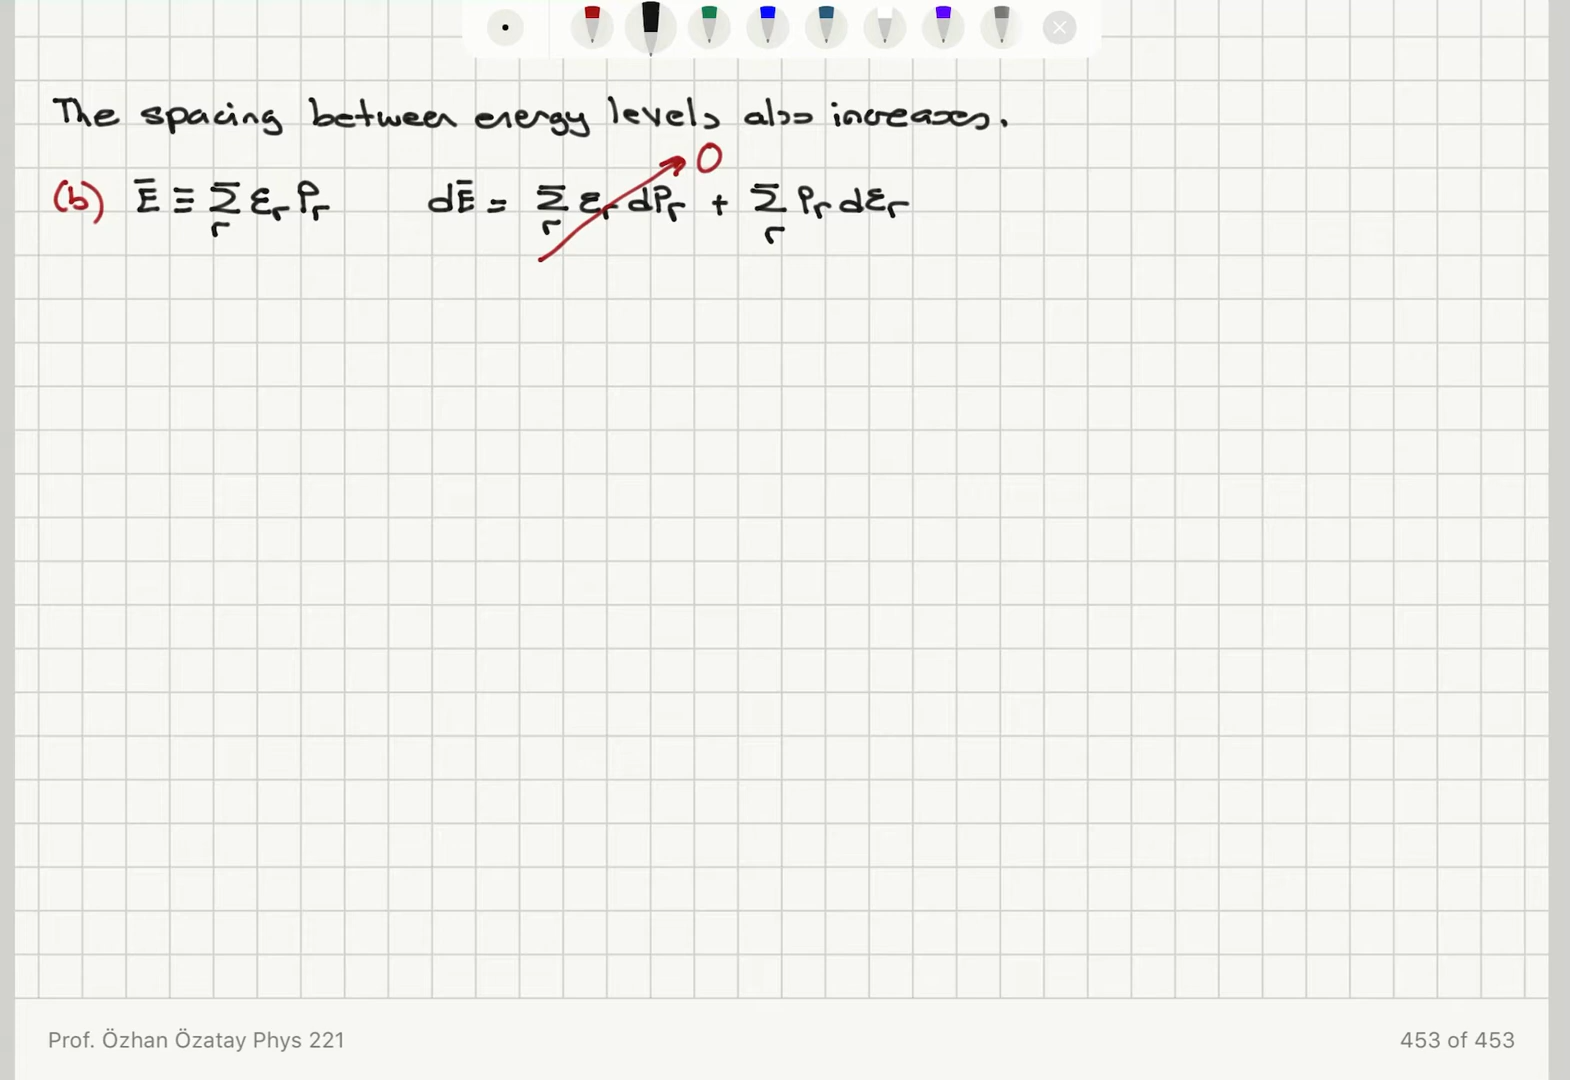 The spacing between energy levels also increases.
(b) Ē ≡ Σ_r ε_r P_r dĒ = Σ_r ε_r dP_r → 0 + Σ_r P_r dε_r
Prof. Özhan Özatay Phys 221
453 of 453